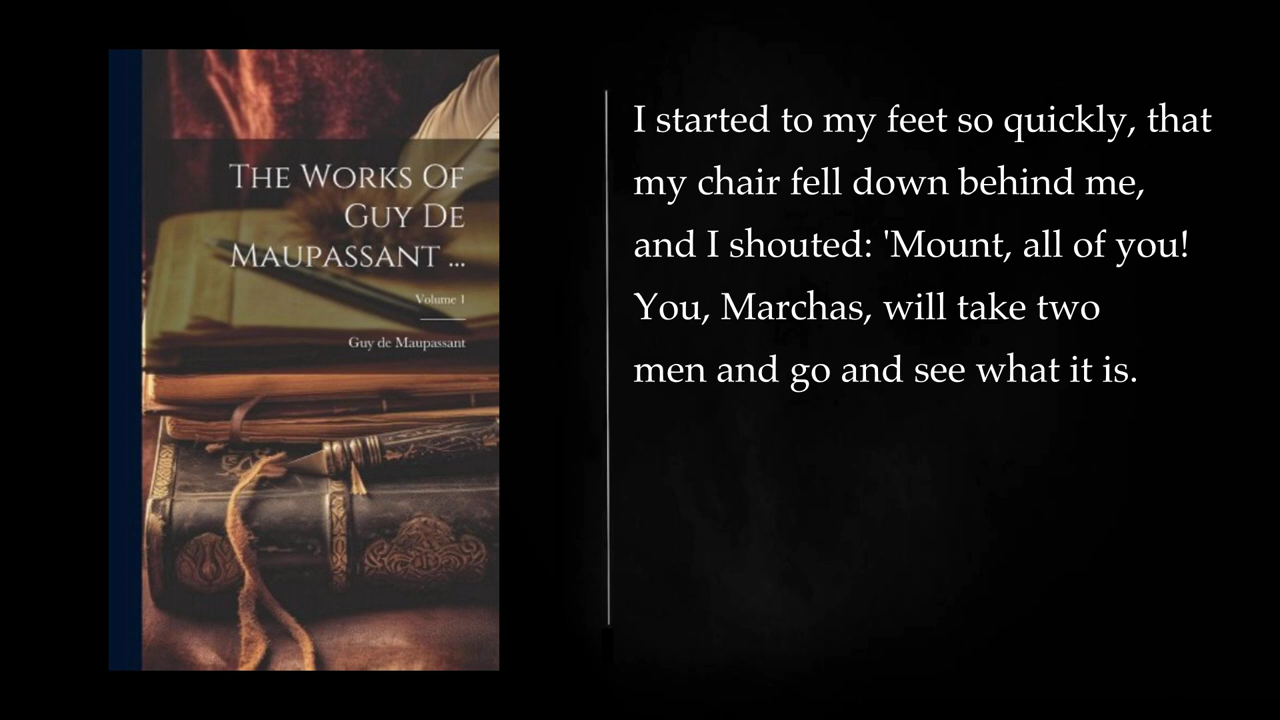 The Works Of
Guy De
Maupassant ...
Volume 1
Guy de Maupassant
I started to my feet so quickly, that
my chair fell down behind me,
and I shouted: 'Mount, all of you!
You, Marchas, will take two
men and go and see what it is.